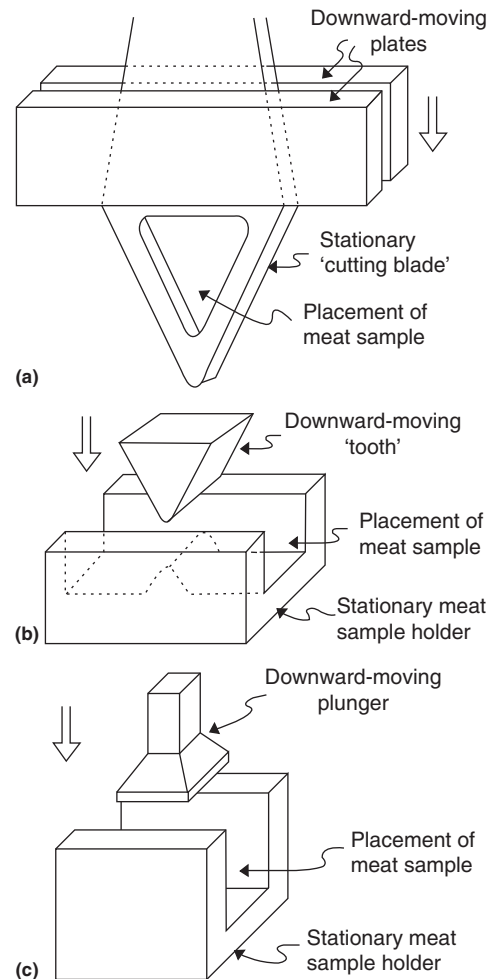 Downward-moving
plates
Stationary
‘cutting blade’
Placement of
meat sample
(a)
Downward-moving
‘tooth’
Placement of
meat sample
Stationary meat
sample holder
(b)
Downward-moving
plunger
Placement of
meat sample
Stationary meat
sample holder
(c)